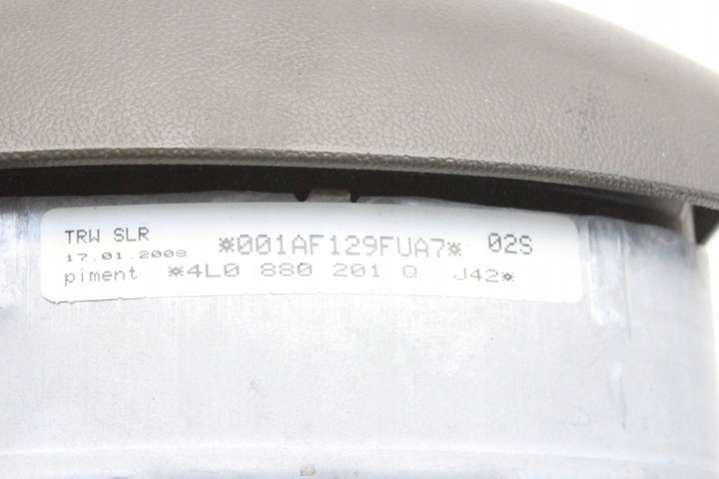 TRW SLR *001AF129FUA7* 02S
17.01.2008
piment *4L0 880 201 Q J42*